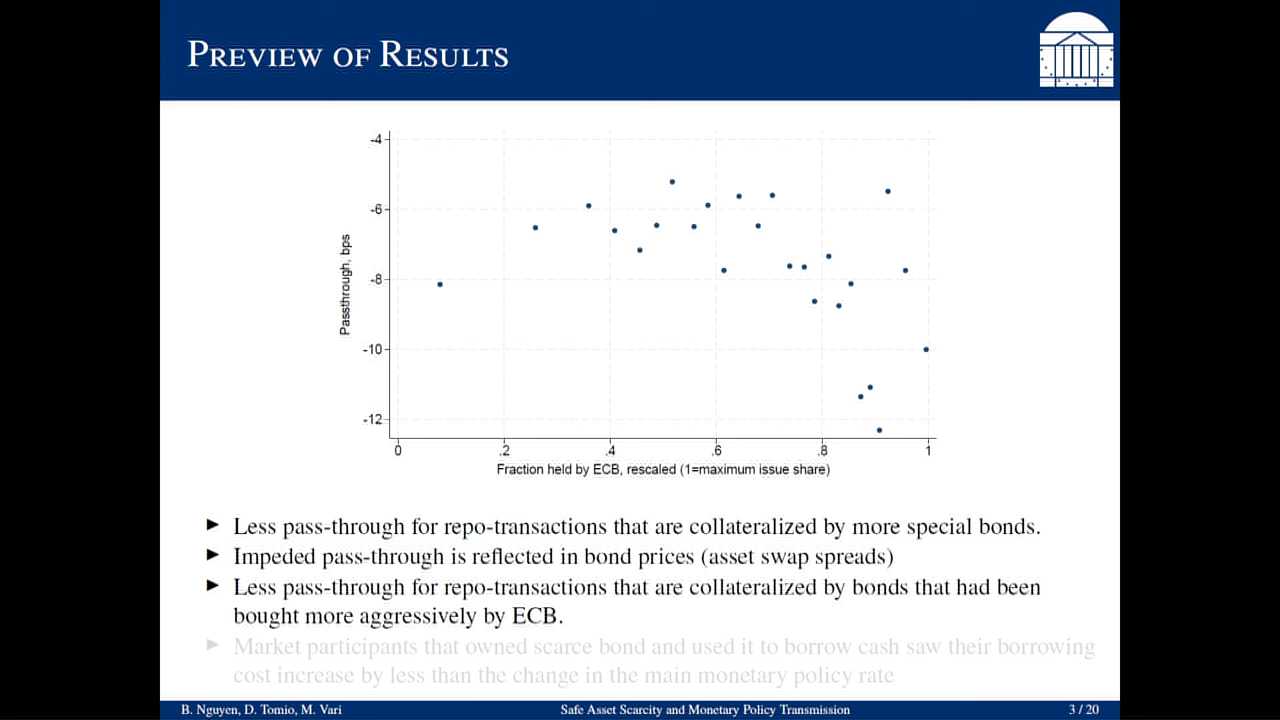 PREVIEW OF RESULTS
-4
-6
-8
-10
-12
Passthrough, bps
0 .2 .4 .6 .8 1
Fraction held by ECB, rescaled (1=maximum issue share)
► Less pass-through for repo-transactions that are collateralized by more special bonds.
► Impeded pass-through is reflected in bond prices (asset swap spreads)
► Less pass-through for repo-transactions that are collateralized by bonds that had been
bought more aggressively by ECB.
► Market participants that owned scarce bond and used it to borrow cash saw their borrowing
cost increase by less than the change in the main monetary policy rate
B. Nguyen, D. Tomio, M. Vari Safe Asset Scarcity and Monetary Policy Transmission 3 / 20